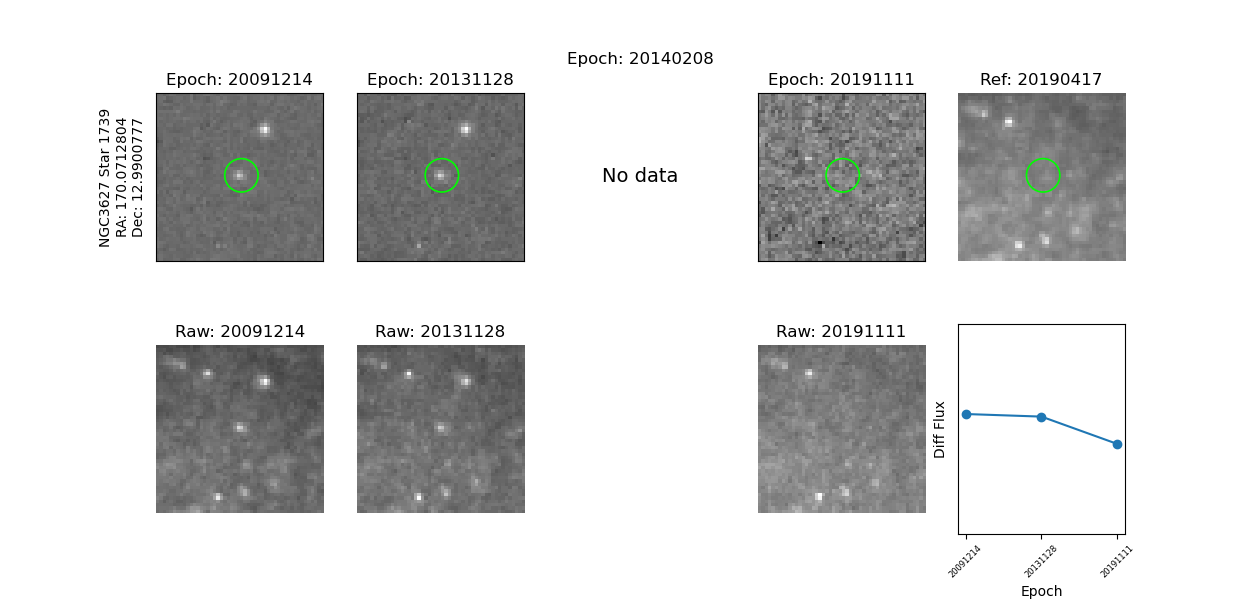 Epoch: 20140208
Epoch: 20091214
Epoch: 20131128
Epoch: 20191111
Ref: 20190417
NGC3627 Star 1739
RA: 170.0712804
Dec: 12.9900777
No data
Raw: 20091214
Raw: 20131128
Raw: 20191111
Diff Flux
20091214
20131128
20191111
Epoch